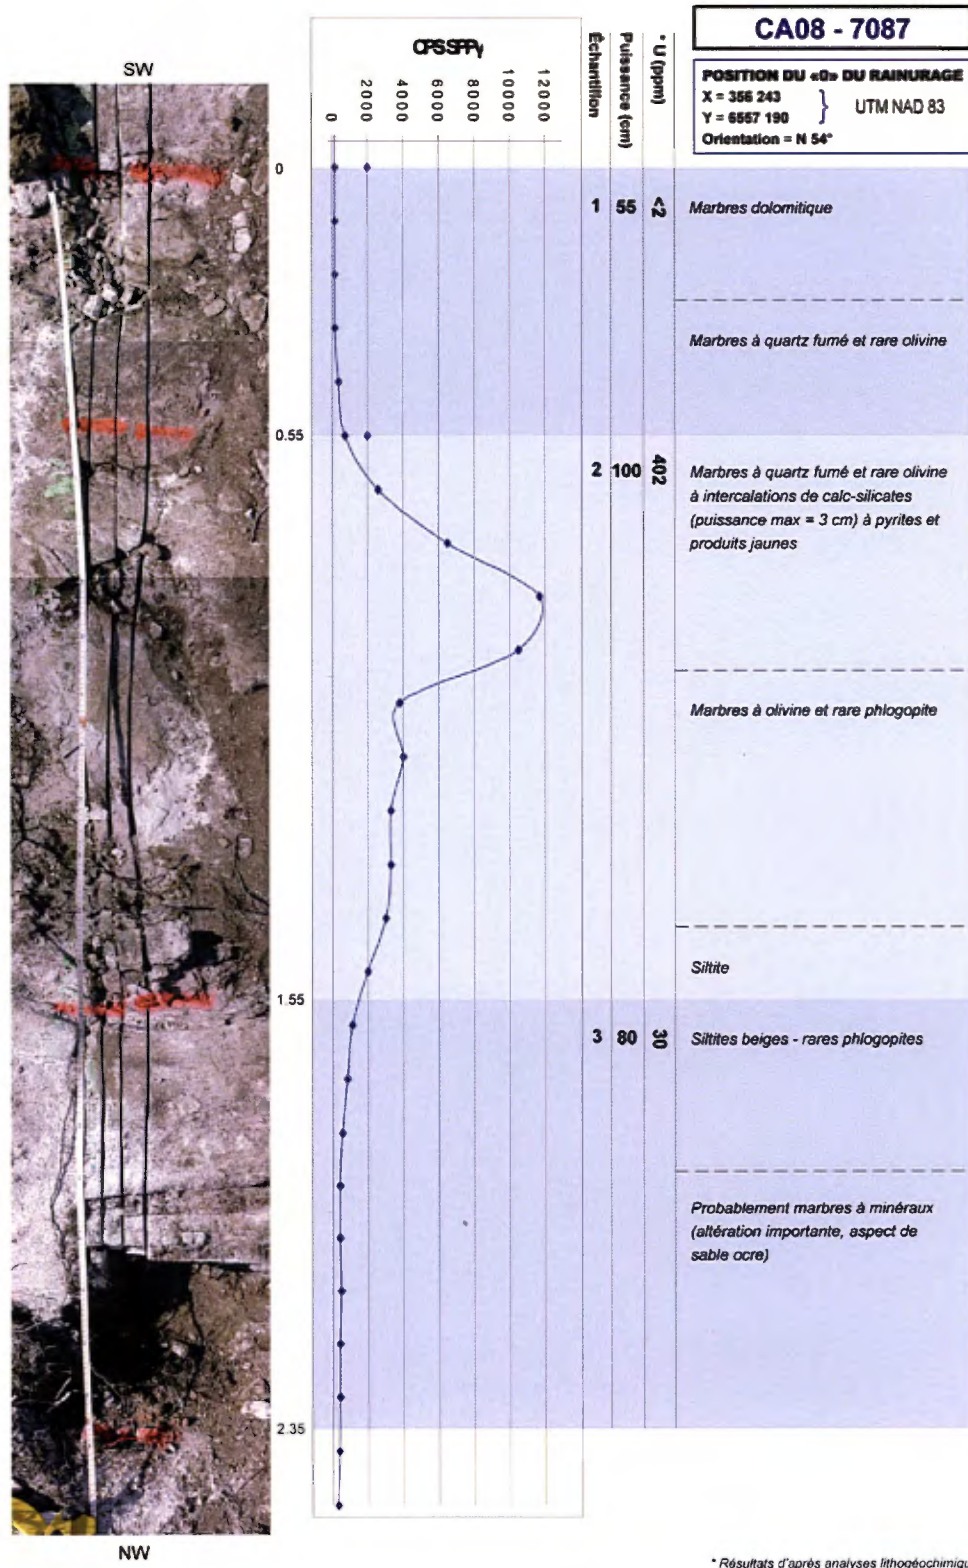 CA08 - 7087
POSITION DU «0» DU RAINURAGE
X = 356 243
Y = 6557 190
} UTM NAD 83
Orientation = N 54°
SW
CPS SPPγ
0 2000 4000 6000 8000 10000 12000
Échantillon
Puissance (cm)
* U (ppm)
0
1 55 <2 Marbres dolomitique
Marbres à quartz fumé et rare olivine
0.55
2 100 402 Marbres à quartz fumé et rare olivine
à intercalations de calc-silicates
(puissance max = 3 cm) à pyrites et
produits jaunes
Marbres à olivine et rare phlogopite
Siltite
1.55
3 80 30 Siltites beiges - rares phlogopites
Probablement marbres à minéraux
(altération importante, aspect de
sable ocre)
2.35
NW
* Résultats d'après analyses lithogéochimiqu